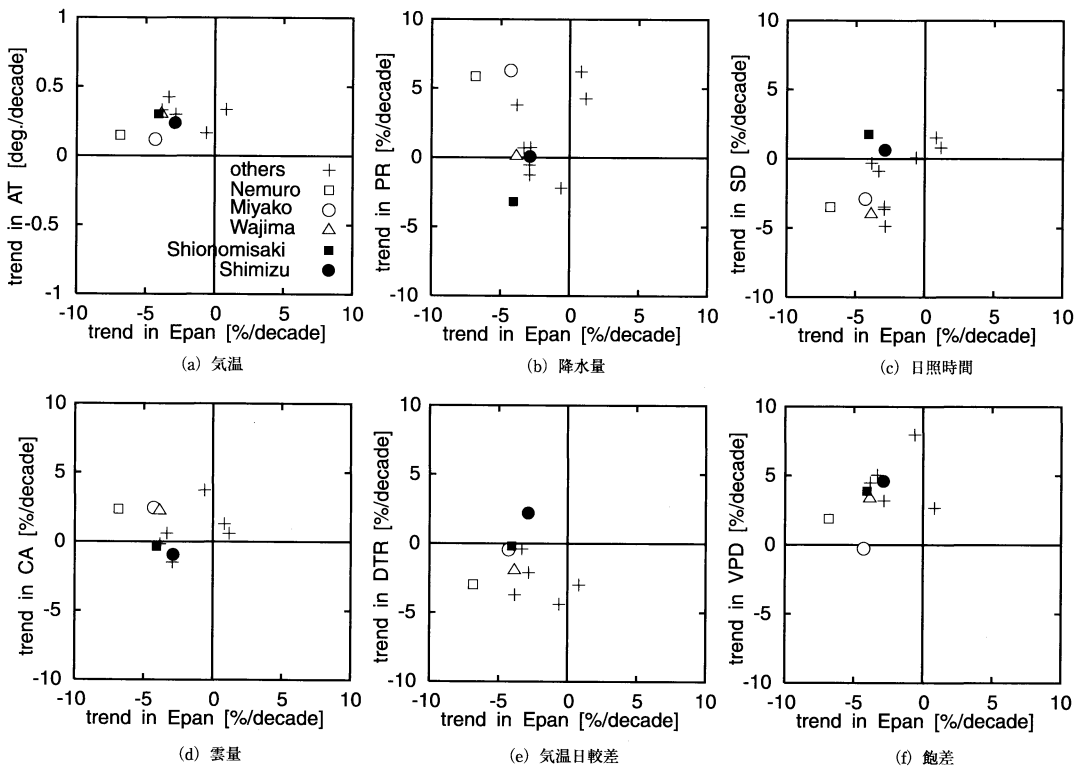 1
0.5
0
-0.5
-1
trend in AT [deg./decade]
others
Nemuro
Miyako
Wajima
Shionomisaki
Shimizu
-10 -5 0 5 10
trend in Epan [%/decade]
(a) 気温
10
5
0
-5
-10
trend in PR [%/decade]
-10 -5 0 5 10
trend in Epan [%/decade]
(b) 降水量
10
5
0
-5
-10
trend in SD [%/decade]
-10 -5 0 5 10
trend in Epan [%/decade]
(c) 日照時間
10
5
0
-5
-10
trend in CA [%/decade]
-10 -5 0 5 10
trend in Epan [%/decade]
(d) 雲量
10
5
0
-5
-10
trend in DTR [%/decade]
-10 -5 0 5 10
trend in Epan [%/decade]
(e) 気温日較差
10
5
0
-5
-10
trend in VPD [%/decade]
-10 -5 0 5 10
trend in Epan [%/decade]
(f) 飽差